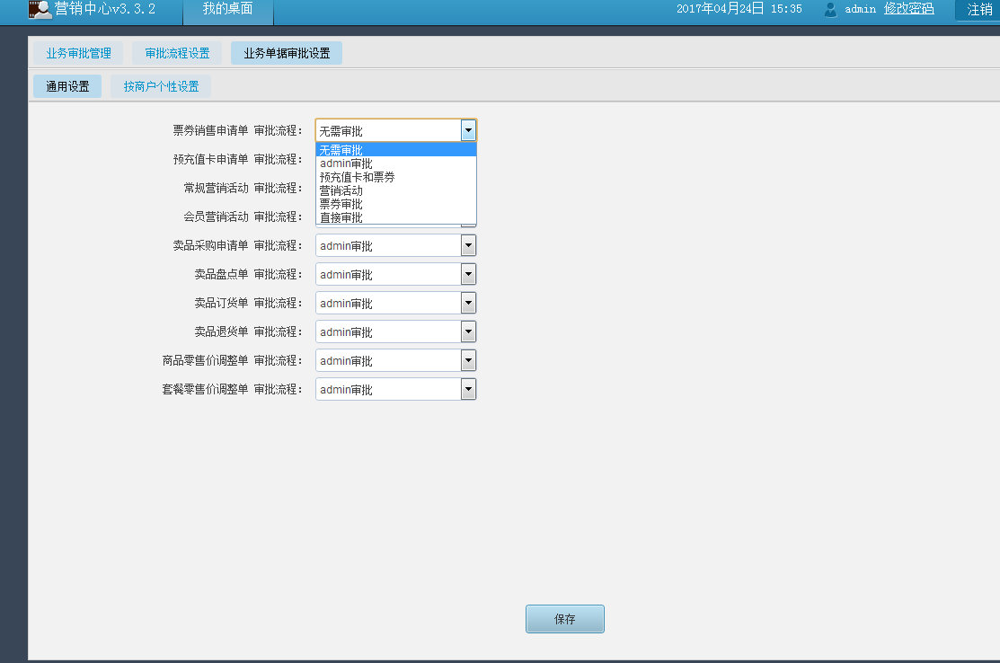 营销中心v3.3.2 我的桌面 2017年04月24日 15:35 admin 修改密码 注销
业务审批管理 审批流程设置 业务单据审批设置
通用设置 按商户个性设置
票券销售申请单 审批流程： 无需审批
无需审批
预充值卡申请单 审批流程： admin审批
预充值卡和票券
常规营销活动 审批流程： 营销活动
票券审批
会员营销活动 审批流程： 直接审批
卖品采购申请单 审批流程： admin审批
卖品盘点单 审批流程： admin审批
卖品订货单 审批流程： admin审批
卖品退货单 审批流程： admin审批
商品零售价调整单 审批流程： admin审批
套餐零售价调整单 审批流程： admin审批
保存